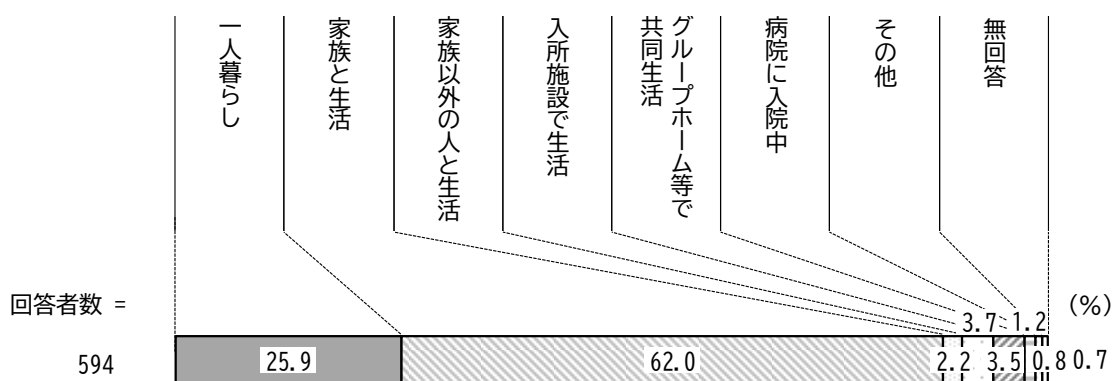 一人暮らし
家族と生活
家族以外の人と生活
入所施設で生活
グループホーム等で
共同生活
病院に入院中
その他
無回答
回答者数 =
(%)
3.7
1.2
594
25.9
62.0
2.2
3.5
0.8
0.7